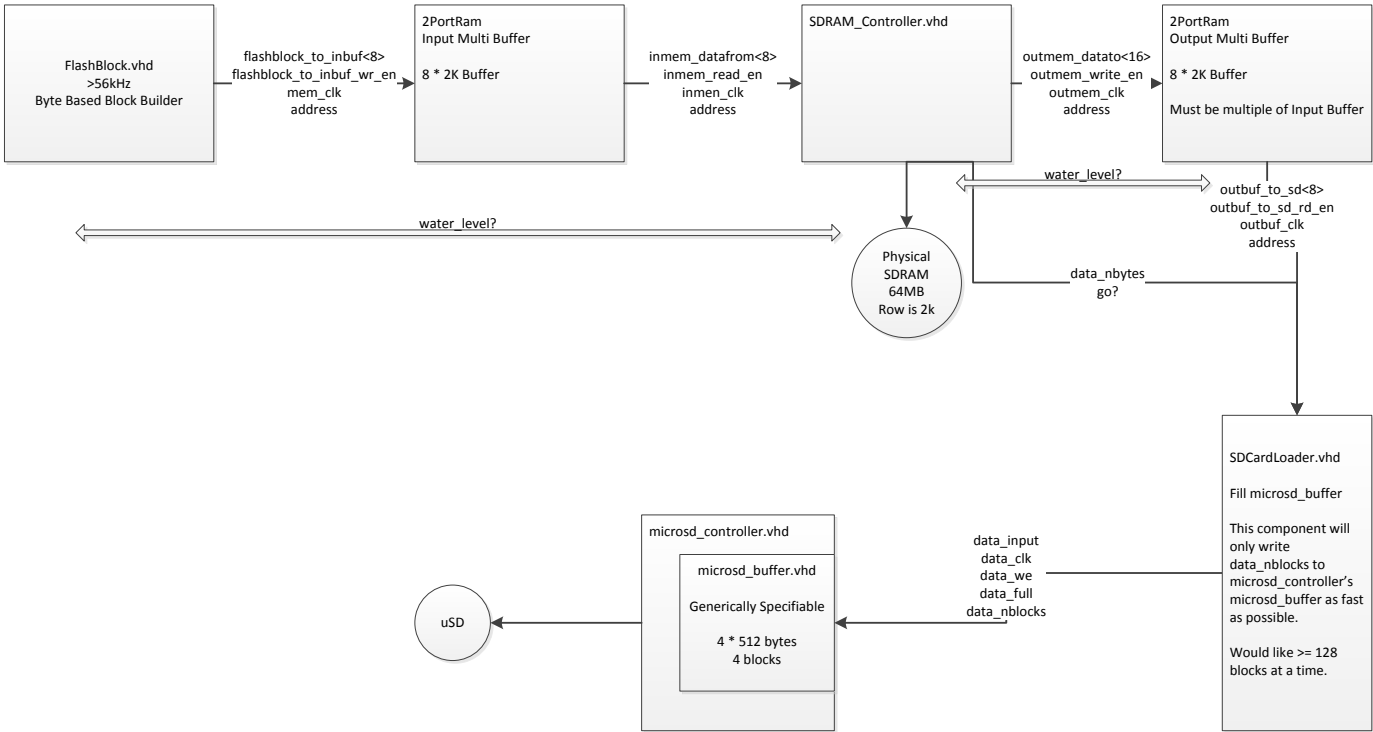 FlashBlock.vhd
>56kHz
Byte Based Block Builder
flashblock_to_inbuf<8>
flashblock_to_inbuf_wr_en
mem_clk
address
2PortRam
Input Multi Buffer
8 * 2K Buffer
inmem_datafrom<8>
inmem_read_en
inmen_clk
address
SDRAM_Controller.vhd
outmem_datato<16>
outmem_write_en
outmem_clk
address
2PortRam
Output Multi Buffer
8 * 2K Buffer
Must be multiple of Input Buffer
water_level?
water_level?
outbuf_to_sd<8>
outbuf_to_sd_rd_en
outbuf_clk
address
Physical
SDRAM
64MB
Row is 2k
data_nbytes
go?
SDCardLoader.vhd
Fill microsd_buffer
This component will
only write
data_nblocks to
microsd_controller’s
microsd_buffer as fast
as possible.
Would like >= 128
blocks at a time.
data_input
data_clk
data_we
data_full
data_nblocks
microsd_controller.vhd
microsd_buffer.vhd
Generically Specifiable
4 * 512 bytes
4 blocks
uSD